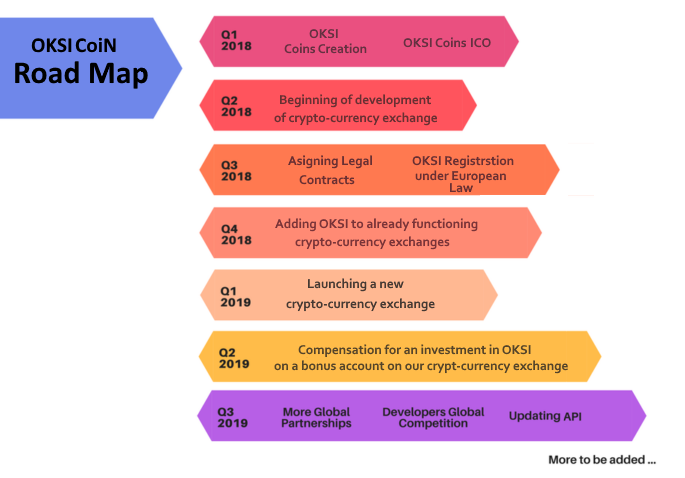 OKSI CoiN
Road Map
Q1
2018
OKSI
Coins Creation
OKSI Coins ICO
Q2
2018
Beginning of development
of crypto-currency exchange
Q3
2018
Asigning Legal
Contracts
OKSI Registrstion
under European
Law
Q4
2018
Adding OKSI to already functioning
crypto-currency exchanges
Q1
2019
Launching a new
crypto-currency exchange
Q2
2019
Compensation for an investment in OKSI
on a bonus account on our crypt-currency exchange
Q3
2019
More Global
Partnerships
Developers Global
Competition
Updating API
More to be added ...